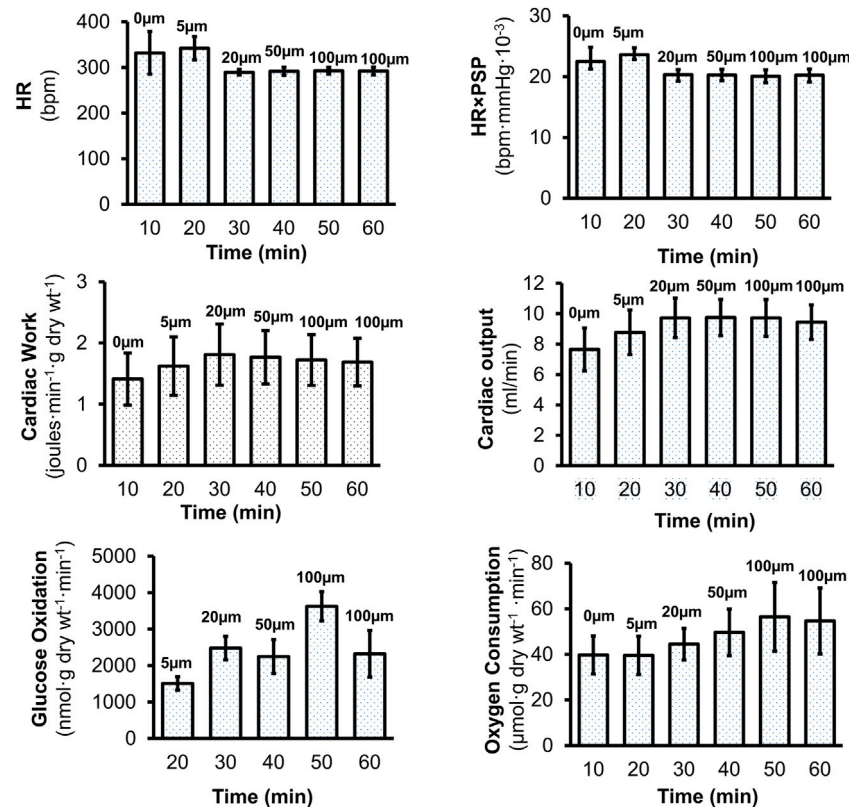 HR
(bpm)
400
300
200
100
0
0µm
5µm
20µm
50µm
100µm
100µm
10 20 30 40 50 60
Time (min)
HR×PSP
(bpm·mmHg·10⁻³)
30
20
10
0
0µm
5µm
20µm
50µm
100µm
100µm
10 20 30 40 50 60
Time (min)
Cardiac Work
(joules·min⁻¹·g dry wt⁻¹)
3
2
1
0
0µm
5µm
20µm
50µm
100µm
100µm
10 20 30 40 50 60
Time (min)
Cardiac output
(ml/min)
12
10
8
6
4
2
0
0µm
5µm
20µm
50µm
100µm
100µm
10 20 30 40 50 60
Time (min)
Glucose Oxidation
(nmol·g dry wt⁻¹·min⁻¹)
5000
4000
3000
2000
1000
0
5µm
20µm
50µm
100µm
100µm
20 30 40 50 60
Time (min)
Oxygen Consumption
(µmol·g dry wt⁻¹ ·min⁻¹)
80
60
40
20
0
0µm
5µm
20µm
50µm
100µm
100µm
10 20 30 40 50 60
Time (min)